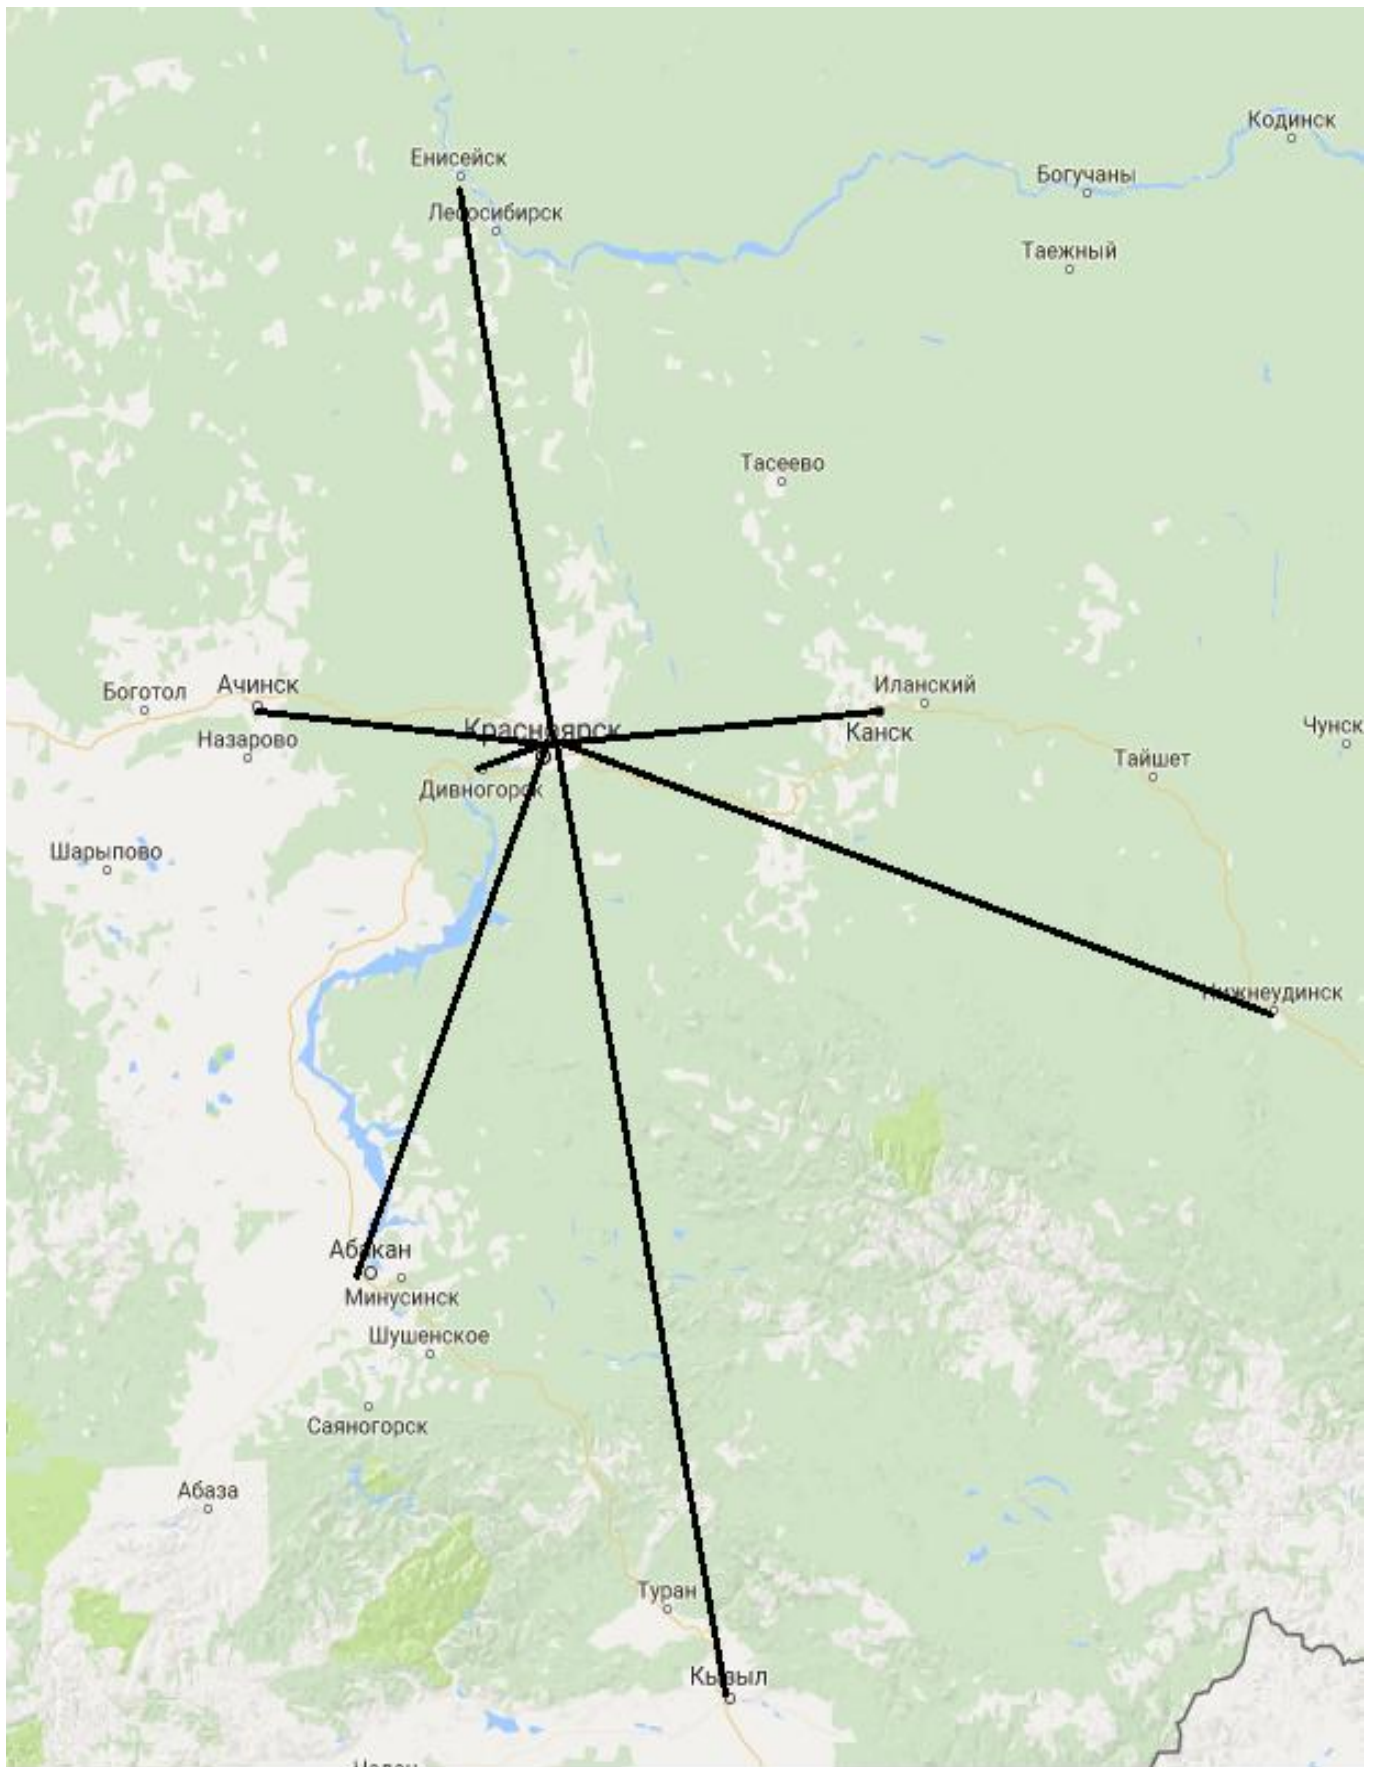 Кодинск
Енисейск
Богучаны
Лесосибирск
Таежный
Тасеево
Ачинск
Иланский
Боготол
Красноярск
Чунск
Канск
Назарово
Тайшет
Дивногорск
Шарыпово
Нижнеудинск
Абакан
Минусинск
Шушенское
Саяногорск
Абаза
Туран
Кызыл